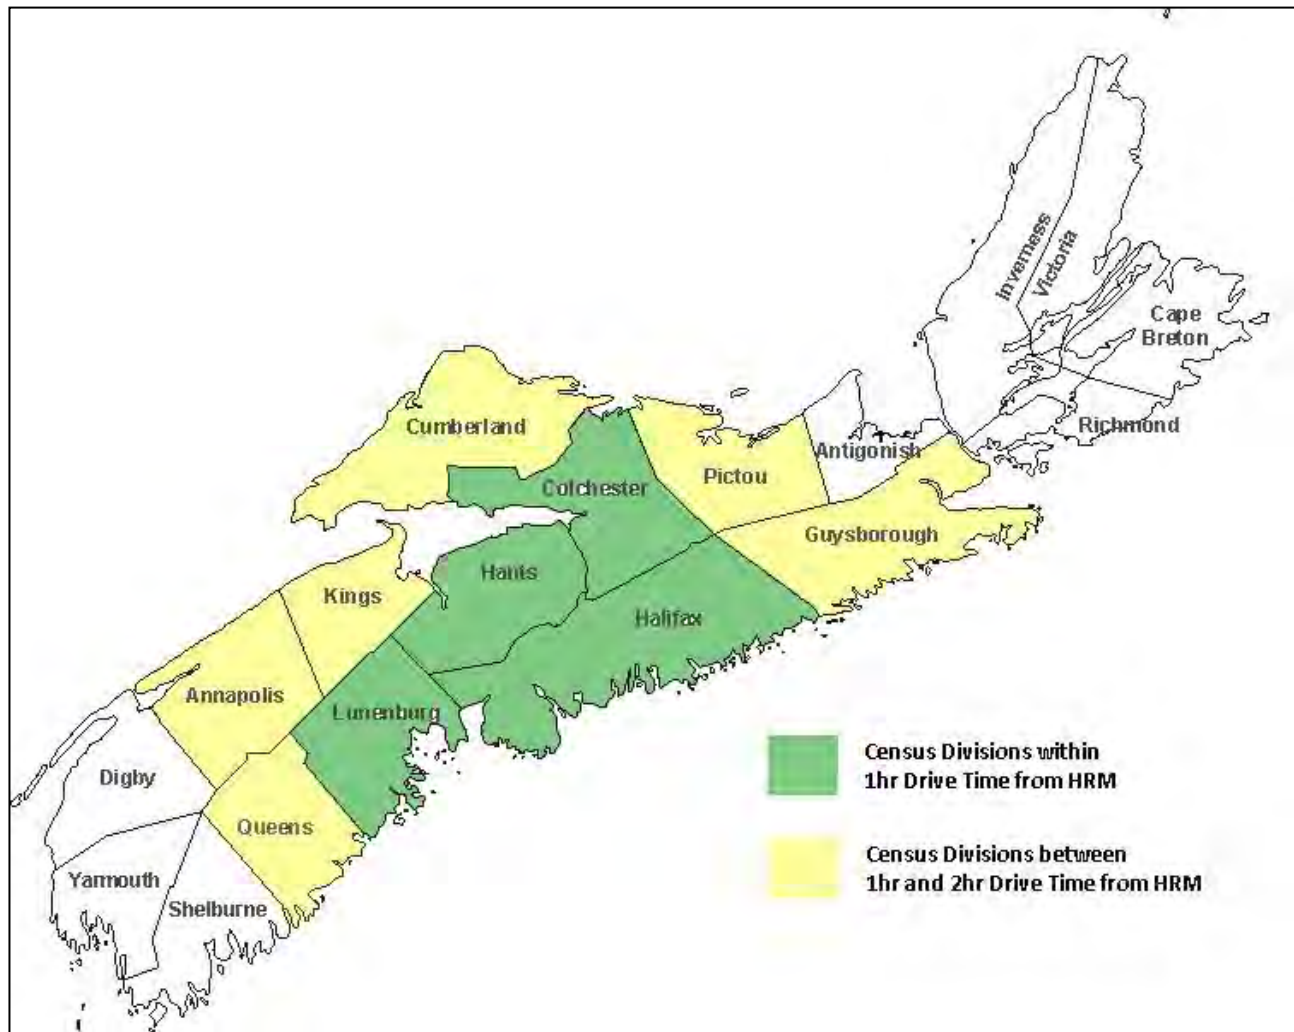 Inverness
Victoria
Cape
Breton
Richmond
Cumberland
Antigonish
Pictou
Colchester
Guysborough
Hants
Kings
Halifax
Annapolis
Lunenburg
Digby
Queens
Yarmouth
Shelburne
Census Divisions within
1hr Drive Time from HRM
Census Divisions between
1hr and 2hr Drive Time from HRM